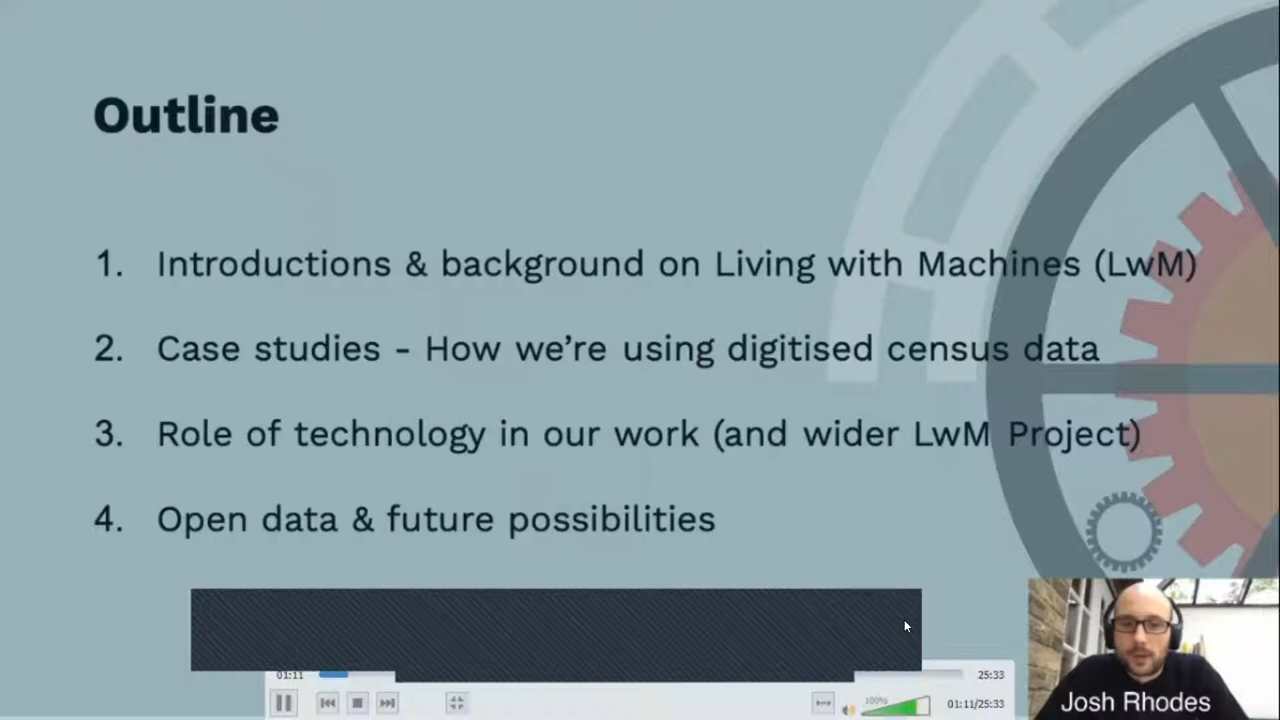 Outline
1. Introductions & background on Living with Machines (LwM)
2. Case studies - How we're using digitised census data
3. Role of technology in our work (and wider LwM Project)
4. Open data & future possibilities
01:11
25:33
100%
01:11/25:33
Josh Rhodes